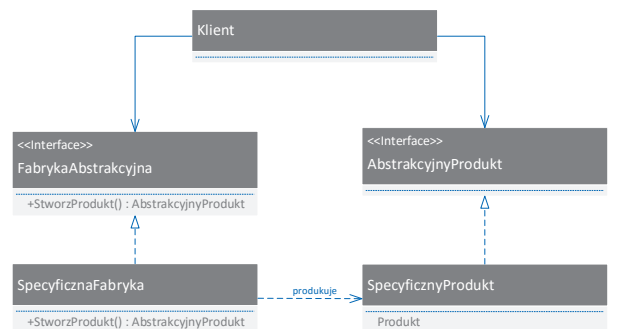 Klient
<<Interface>>
FabrykaAbstrakcyjna
+StworzProdukt() : AbstrakcyjnyProdukt
<<Interface>>
AbstrakcyjnyProdukt
SpecyficznaFabryka
+StworzProdukt() : AbstrakcyjnyProdukt
produkuje
SpecyficznyProdukt
Produkt